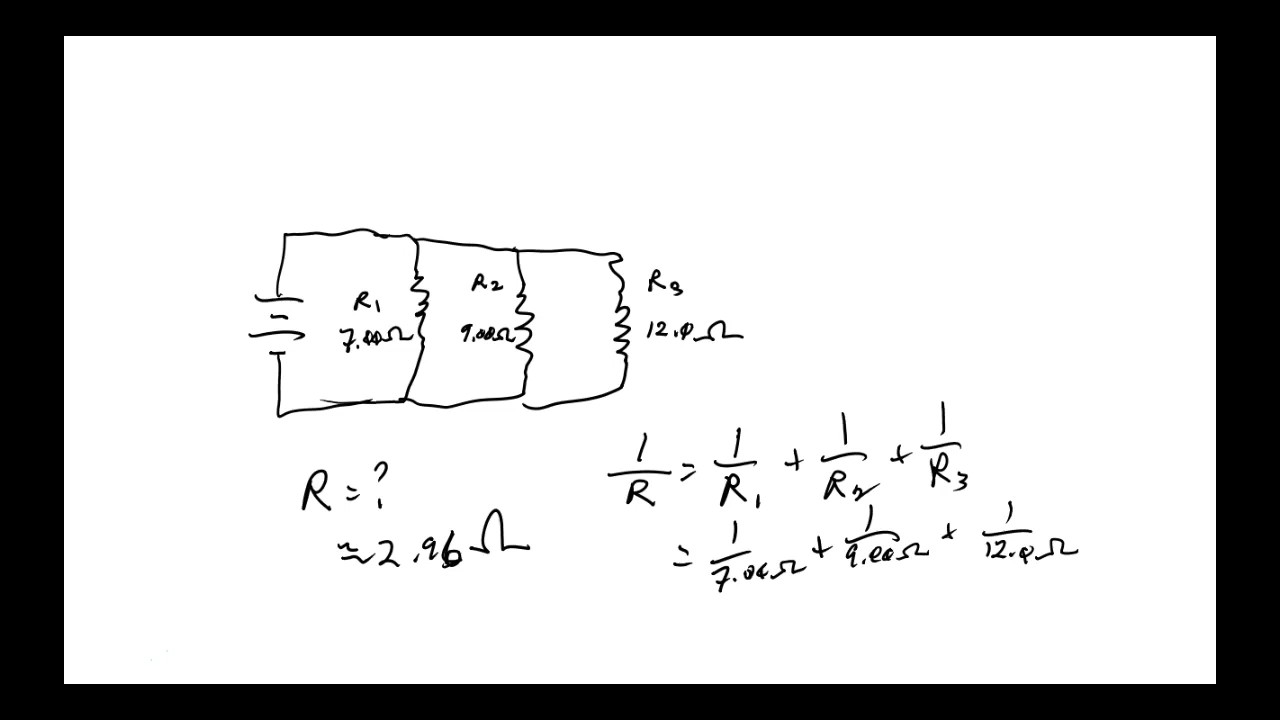 R1
7.00Ω
R2
9.00Ω
R3
12.0Ω
R = ?
≈ 2.96Ω
1/R = 1/R1 + 1/R2 + 1/R3
= 1/7.00Ω + 1/9.00Ω + 1/12.0Ω